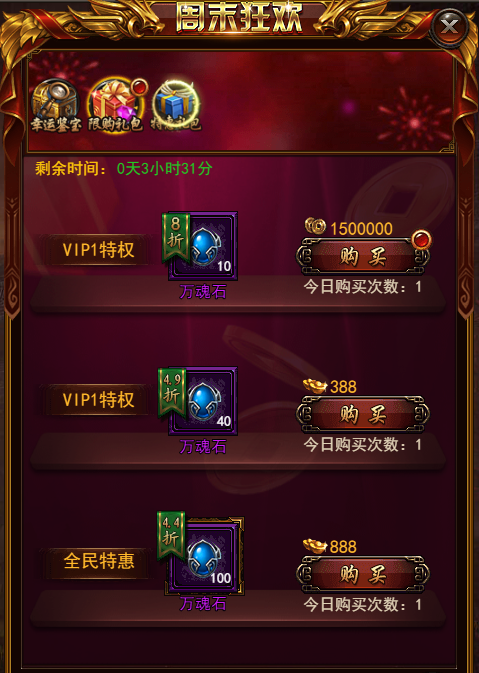 周末狂欢
幸运鉴宝 限购礼包 特惠礼包
剩余时间：0天3小时31分
VIP1特权
8折
10
万魂石
1500000
购买
今日购买次数：1
VIP1特权
4.9折
40
万魂石
388
购买
今日购买次数：1
全民特惠
4.4折
100
万魂石
888
购买
今日购买次数：1